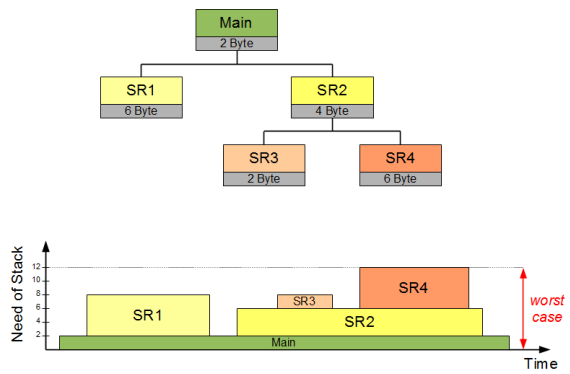 Main
2 Byte
SR1
6 Byte
SR2
4 Byte
SR3
2 Byte
SR4
6 Byte
Need of Stack
12
10
8
6
4
2
SR1
SR3
SR4
SR2
Main
worst
case
Time